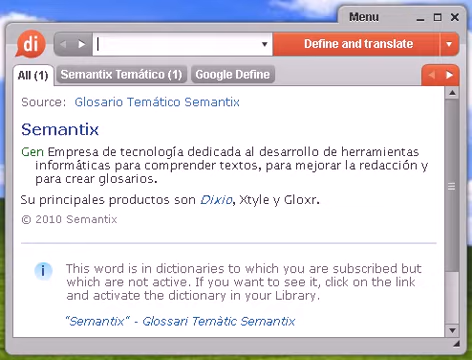 Menu
di
Define and translate
All (1)
Semantix Temático (1)
Google Define
Source: Glosario Temático Semantix
Semantix
Gen Empresa de tecnología dedicada al desarrollo de herramientas
informáticas para comprender textos, para mejorar la redacción y
para crear glosarios.
Su principales productos son Dixio, Xtyle y Gloxr.
© 2010 Semantix
i
This word is in dictionaries to which you are subscribed but
which are not active. If you want to see it, click on the link
and activate the dictionary in your Library.
"Semantix" - Glossari Temàtic Semantix